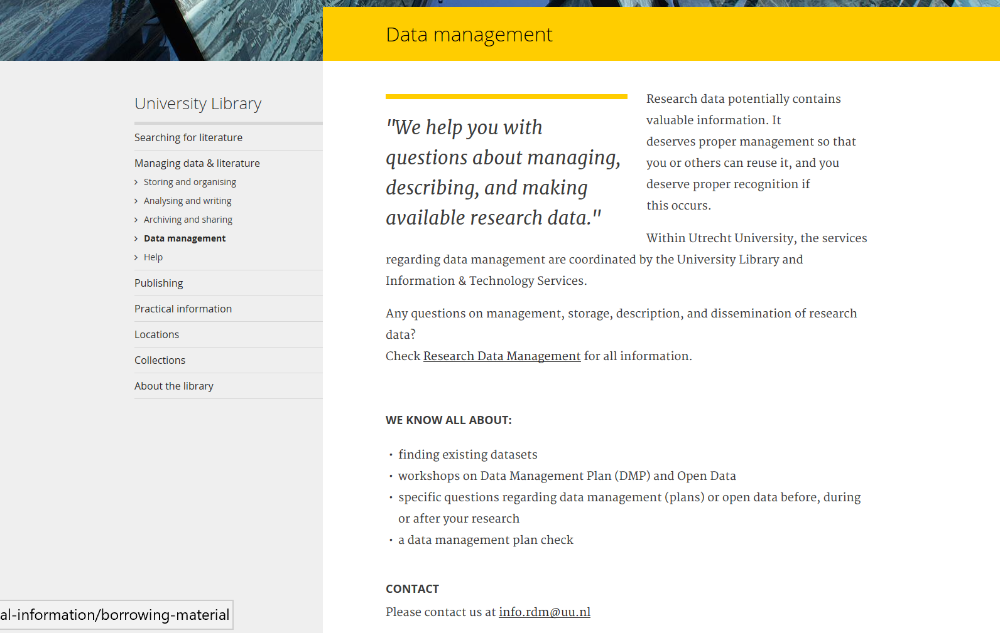 Data management
University Library
Searching for literature
Managing data & literature
Storing and organising
Analysing and writing
Archiving and sharing
Data management
Help
Publishing
Practical information
Locations
Collections
About the library
"We help you with
questions about managing,
describing, and making
available research data."
Research data potentially contains
valuable information. It
deserves proper management so that
you or others can reuse it, and you
deserve proper recognition if
this occurs.
Within Utrecht University, the services
regarding data management are coordinated by the University Library and
Information & Technology Services.
Any questions on management, storage, description, and dissemination of research
data?
Check Research Data Management for all information.
WE KNOW ALL ABOUT:
• finding existing datasets
• workshops on Data Management Plan (DMP) and Open Data
• specific questions regarding data management (plans) or open data before, during
or after your research
• a data management plan check
CONTACT
Please contact us at info.rdm@uu.nl
al-information/borrowing-material